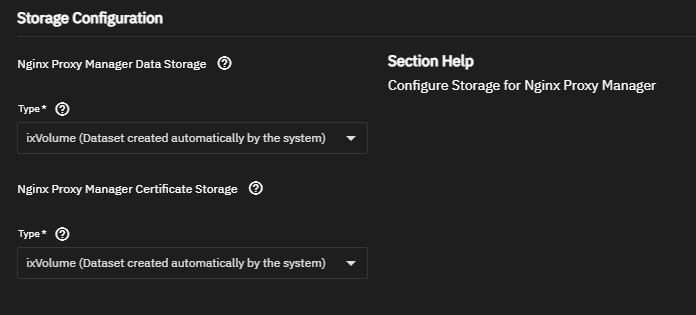 Storage Configuration
Nginx Proxy Manager Data Storage ?
Section Help
Configure Storage for Nginx Proxy Manager
Type * ?
ixVolume (Dataset created automatically by the system)
Nginx Proxy Manager Certificate Storage ?
Type * ?
ixVolume (Dataset created automatically by the system)